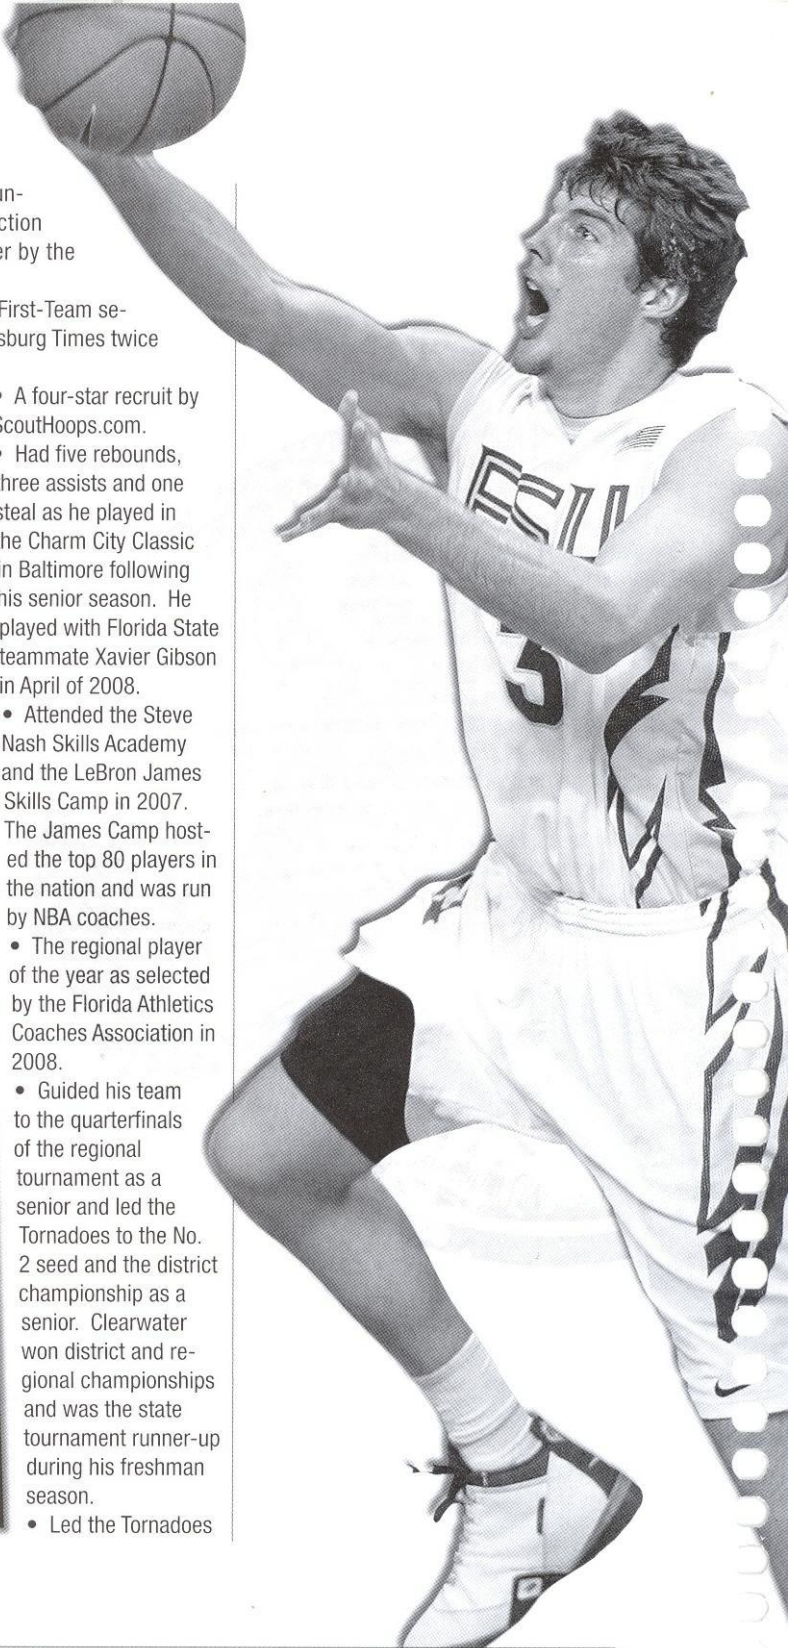 un-
ction
er by the
First-Team se-
sburg Times twice
• A four-star recruit by
ScoutHoops.com.
• Had five rebounds,
three assists and one
steal as he played in
the Charm City Classic
in Baltimore following
his senior season. He
played with Florida State
teammate Xavier Gibson
in April of 2008.
• Attended the Steve
Nash Skills Academy
and the LeBron James
Skills Camp in 2007.
The James Camp host-
ed the top 80 players in
the nation and was run
by NBA coaches.
• The regional player
of the year as selected
by the Florida Athletics
Coaches Association in
2008.
• Guided his team
to the quarterfinals
of the regional
tournament as a
senior and led the
Tornadoes to the No.
2 seed and the district
championship as a
senior. Clearwater
won district and re-
gional championships
and was the state
tournament runner-up
during his freshman
season.
• Led the Tornadoes
FSU
3